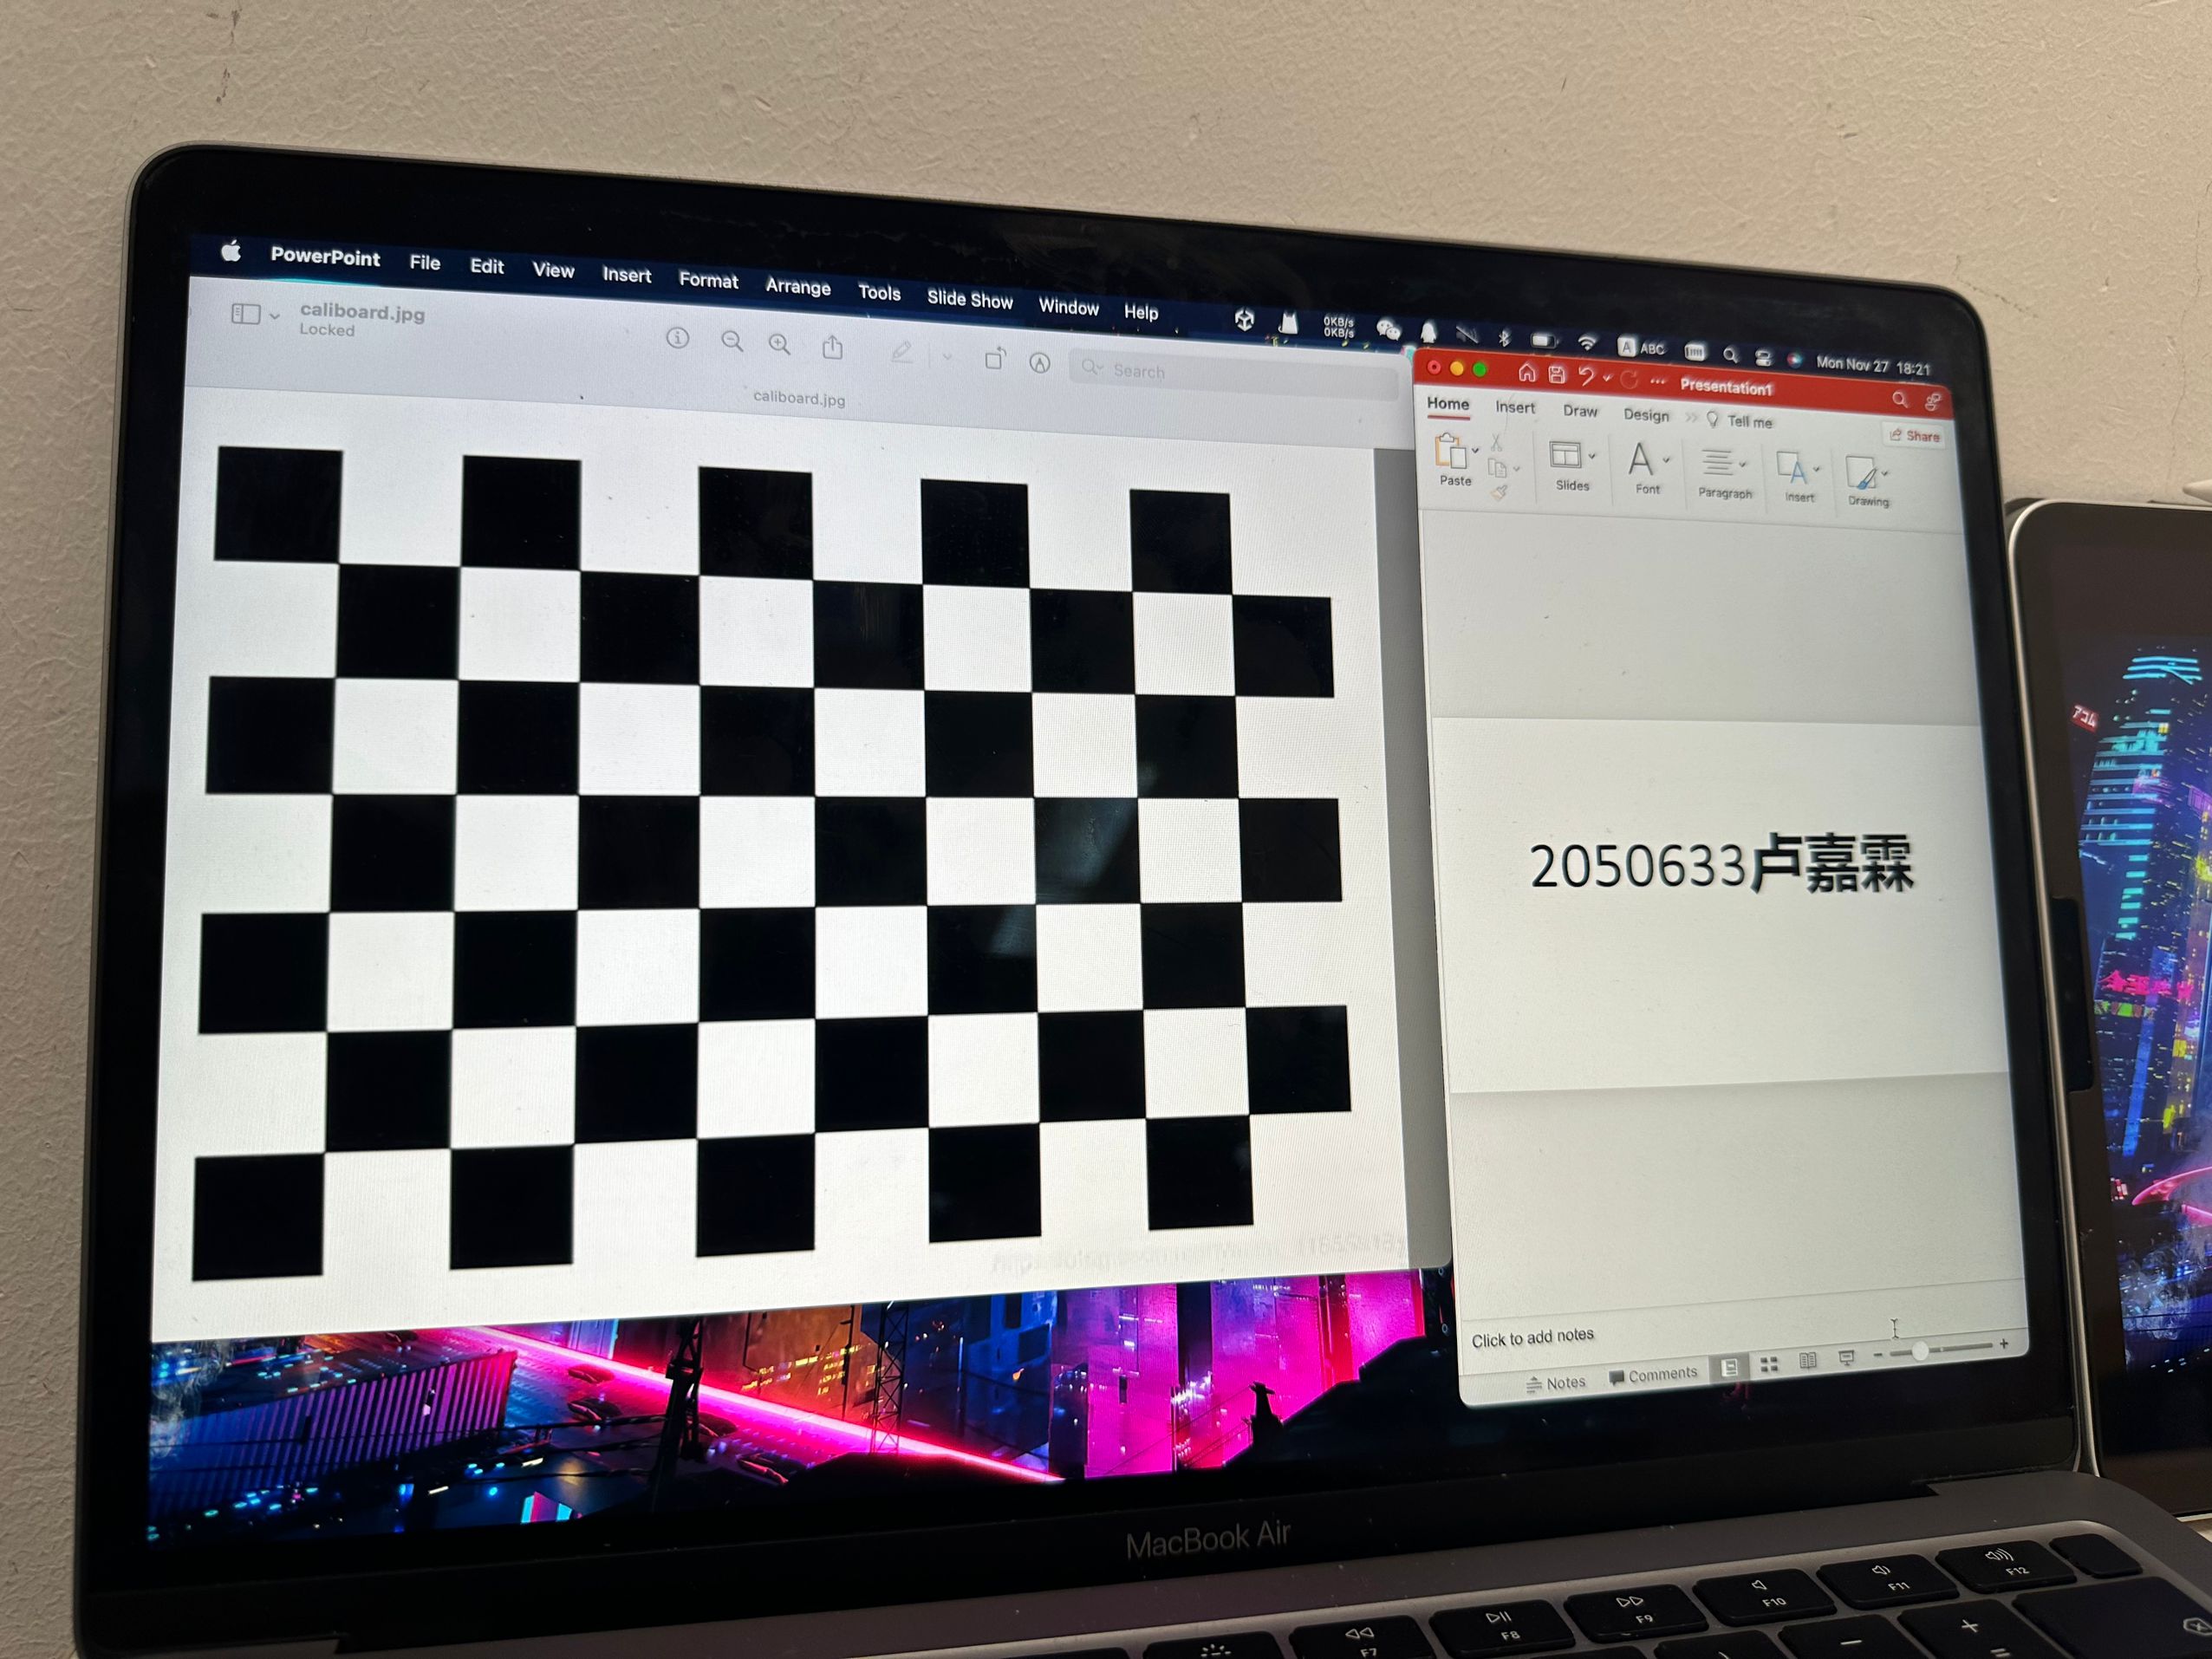 PowerPoint File Edit View Insert Format Arrange Tools Slide Show Window Help
0KB/s
0KB/s
A ABC
Mon Nov 27 18:21
caliboard.jpg
Locked
Search
caliboard.jpg
Presentation1
Home Insert Draw Design Tell me
Share
Paste Slides Font Paragraph Insert Drawing
2050633卢嘉霖
Click to add notes
Notes Comments
アコム
MacBook Air
F7 F8 F9 F10 F11 F12